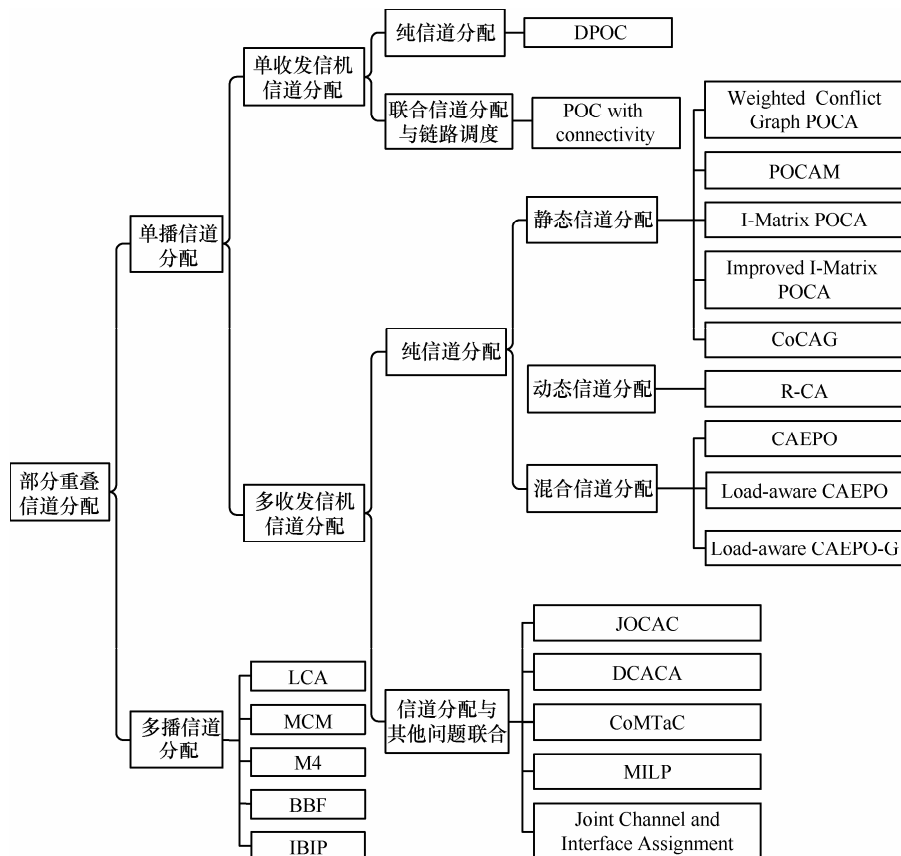 部分重叠
信道分配
单播信道
分配
单收发信机
信道分配
纯信道分配
DPOC
联合信道分配
与链路调度
POC with
connectivity
多收发信机
信道分配
纯信道分配
静态信道分配
Weighted Conflict
Graph POCA
POCAM
I-Matrix POCA
Improved I-Matrix
POCA
CoCAG
动态信道分配
R-CA
混合信道分配
CAEPO
Load-aware CAEPO
Load-aware CAEPO-G
信道分配与
其他问题联合
JOCAC
DCACA
CoMTaC
MILP
Joint Channel and
Interface Assignment
多播信道
分配
LCA
MCM
M4
BBF
IBIP